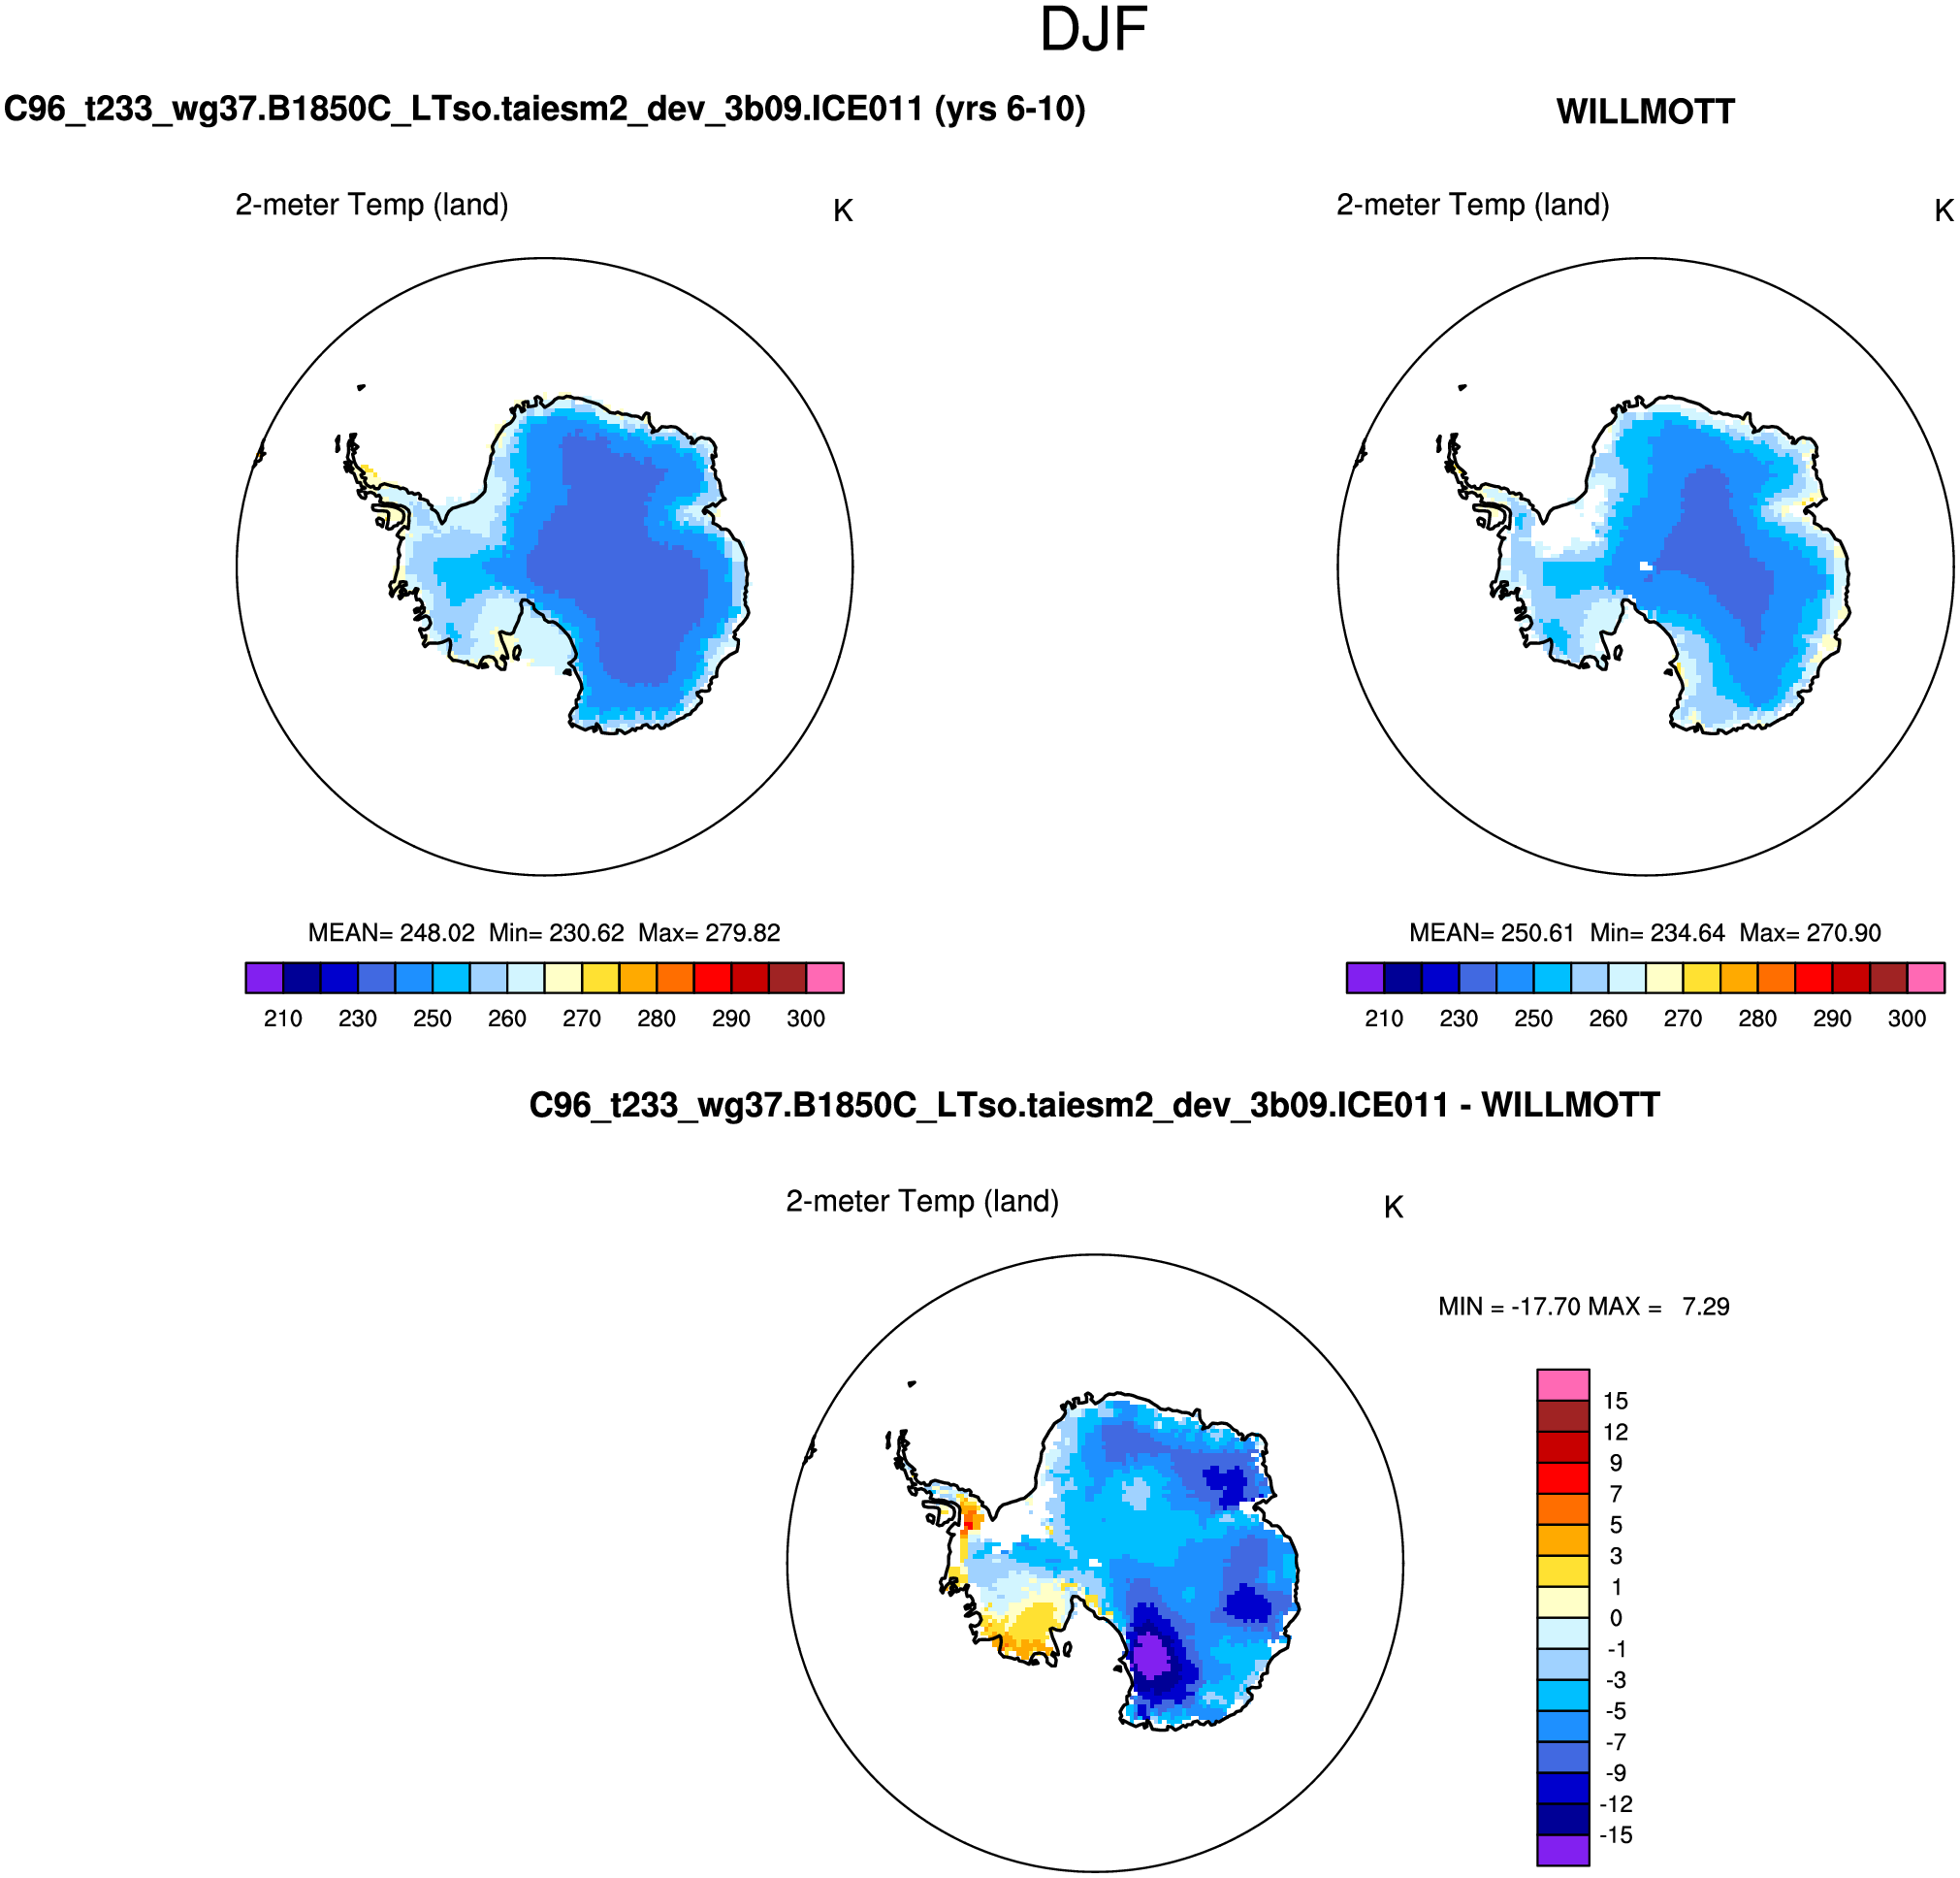 DJF
C96_t233_wg37.B1850C_LTso.taiesm2_dev_3b09.ICE011 (yrs 6-10)
WILLMOTT
2-meter Temp (land) K
2-meter Temp (land) K
MEAN= 248.02 Min= 230.62 Max= 279.82
210 230 250 260 270 280 290 300
MEAN= 250.61 Min= 234.64 Max= 270.90
210 230 250 260 270 280 290 300
C96_t233_wg37.B1850C_LTso.taiesm2_dev_3b09.ICE011 - WILLMOTT
2-meter Temp (land) K
MIN = -17.70 MAX = 7.29
15
12
9
7
5
3
1
0
-1
-3
-5
-7
-9
-12
-15